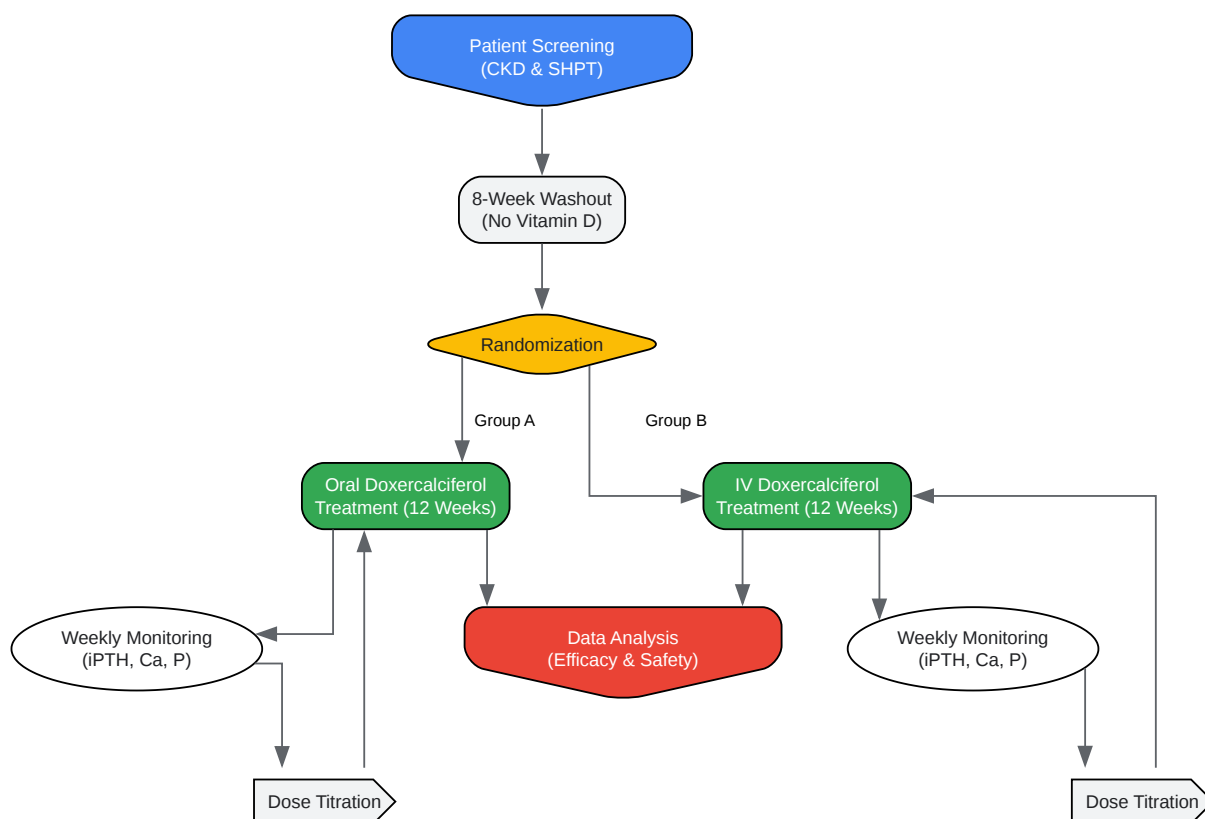 Patient Screening
(CKD & SHPT)
8-Week Washout
(No Vitamin D)
Randomization
Group A
Group B
Oral Doxercalciferol
Treatment (12 Weeks)
IV Doxercalciferol
Treatment (12 Weeks)
Weekly Monitoring
(iPTH, Ca, P)
Data Analysis
(Efficacy & Safety)
Weekly Monitoring
(iPTH, Ca, P)
Dose Titration
Dose Titration